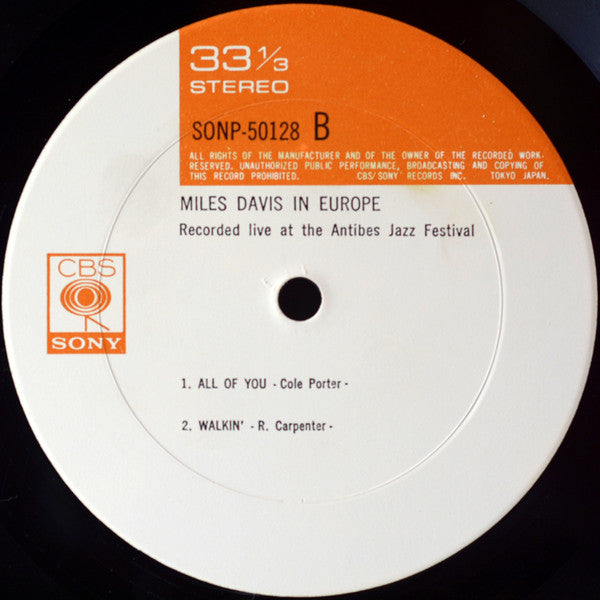 33 1/3
STEREO
SONP-50128 B
ALL RIGHTS OF THE MANUFACTURER AND OF THE OWNER OF THE RECORDED WORK-
RESERVED. UNAUTHORIZED PUBLIC PERFORMANCE, BROADCASTING AND COPYING OF
THIS RECORD PROHIBITED. CBS/SONY RECORDS INC. TOKYO JAPAN.
MILES DAVIS IN EUROPE
Recorded live at the Antibes Jazz Festival
CBS
SONY
1. ALL OF YOU - Cole Porter -
2. WALKIN' - R. Carpenter -